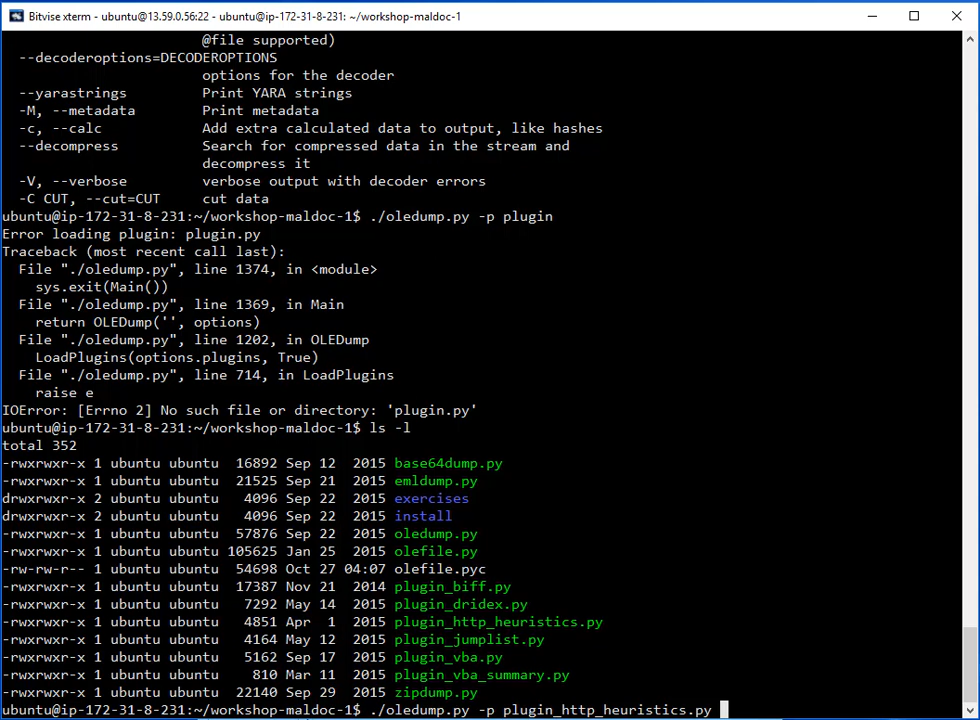 Bitvise xterm - ubuntu@13.59.0.56:22 - ubuntu@ip-172-31-8-231: ~/workshop-maldoc-1
@file supported)
--decoderoptions=DECODEROPTIONS
options for the decoder
--yarastrings Print YARA strings
-M, --metadata Print metadata
-c, --calc Add extra calculated data to output, like hashes
--decompress Search for compressed data in the stream and
decompress it
-V, --verbose verbose output with decoder errors
-C CUT, --cut=CUT cut data
ubuntu@ip-172-31-8-231:~/workshop-maldoc-1$ ./oledump.py -p plugin
Error loading plugin: plugin.py
Traceback (most recent call last):
File "./oledump.py", line 1374, in <module>
sys.exit(Main())
File "./oledump.py", line 1369, in Main
return OLEDump('', options)
File "./oledump.py", line 1202, in OLEDump
LoadPlugins(options.plugins, True)
File "./oledump.py", line 714, in LoadPlugins
raise e
IOError: [Errno 2] No such file or directory: 'plugin.py'
ubuntu@ip-172-31-8-231:~/workshop-maldoc-1$ ls -l
total 352
-rwxrwxr-x 1 ubuntu ubuntu 16892 Sep 12 2015 base64dump.py
-rwxrwxr-x 1 ubuntu ubuntu 21525 Sep 21 2015 emldump.py
drwxrwxr-x 2 ubuntu ubuntu 4096 Sep 22 2015 exercises
drwxrwxr-x 2 ubuntu ubuntu 4096 Sep 22 2015 install
-rwxrwxr-x 1 ubuntu ubuntu 57876 Sep 22 2015 oledump.py
-rwxrwxr-x 1 ubuntu ubuntu 105625 Jan 25 2015 olefile.py
-rw-rw-r-- 1 ubuntu ubuntu 54698 Oct 27 04:07 olefile.pyc
-rwxrwxr-x 1 ubuntu ubuntu 17387 Nov 21 2014 plugin_biff.py
-rwxrwxr-x 1 ubuntu ubuntu 7292 May 14 2015 plugin_dridex.py
-rwxrwxr-x 1 ubuntu ubuntu 4851 Apr 1 2015 plugin_http_heuristics.py
-rwxrwxr-x 1 ubuntu ubuntu 4164 May 12 2015 plugin_jumplist.py
-rwxrwxr-x 1 ubuntu ubuntu 5162 Sep 17 2015 plugin_vba.py
-rwxrwxr-x 1 ubuntu ubuntu 810 Mar 11 2015 plugin_vba_summary.py
-rwxrwxr-x 1 ubuntu ubuntu 22140 Sep 29 2015 zipdump.py
ubuntu@ip-172-31-8-231:~/workshop-maldoc-1$ ./oledump.py -p plugin_http_heuristics.py